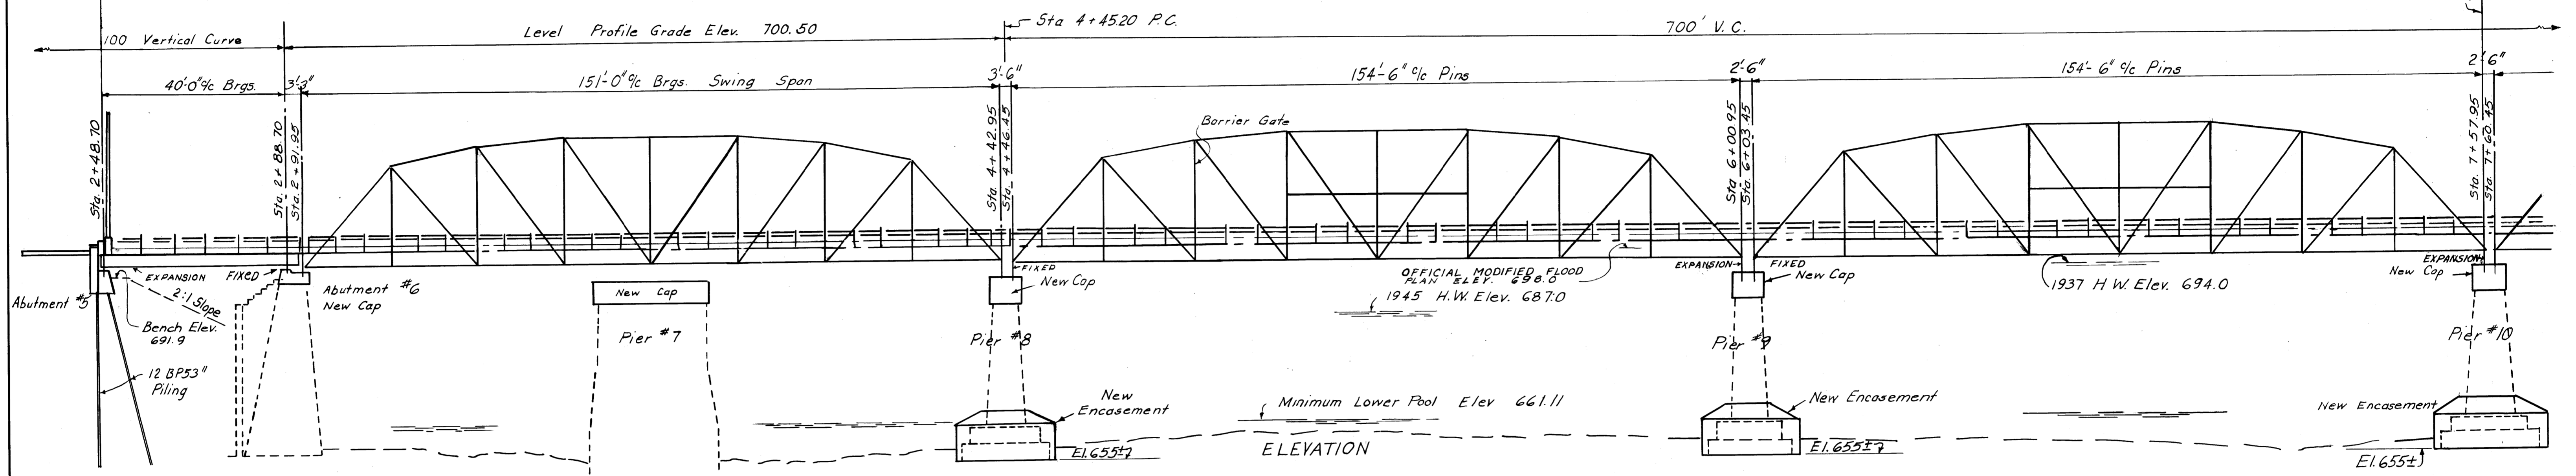 Sta 4+45.20 P.C.
100 Vertical Curve
Level Profile Grade Elev. 700.50
700' V.C.
40'-0" c/c Brgs.
3'-3"
151'-0" c/c Brgs. Swing Span
3'-6"
154'-6" c/c Pins
2'-6"
154'-6" c/c Pins
2'-6"
Sta. 2+48.70
Sta. 2+88.70
Sta. 2+91.95
Sta. 4+42.95
Sta. 4+46.45
Sta 6+00.95
Sta. 6+03.45
Sta. 7+57.95
Sta. 7+60.45
Barrier Gate
EXPANSION
FIXED
FIXED
EXPANSION
FIXED
EXPANSION
Abutment #5
2:1 Slope
Bench Elev.
691.9
12 BP53"
Piling
Abutment #6
New Cap
New Cap
Pier #7
New Cap
Pier #8
OFFICIAL MODIFIED FLOOD
PLAN ELEV. 698.0
1945 H.W. Elev. 687.0
New Cap
Pier #9
1937 H W. Elev. 694.0
New Cap
Pier #10
New
Encasement
Minimum Lower Pool Elev 661.11
New Encasement
New Encasement
El.655±
ELEVATION
El.655±
El.655±